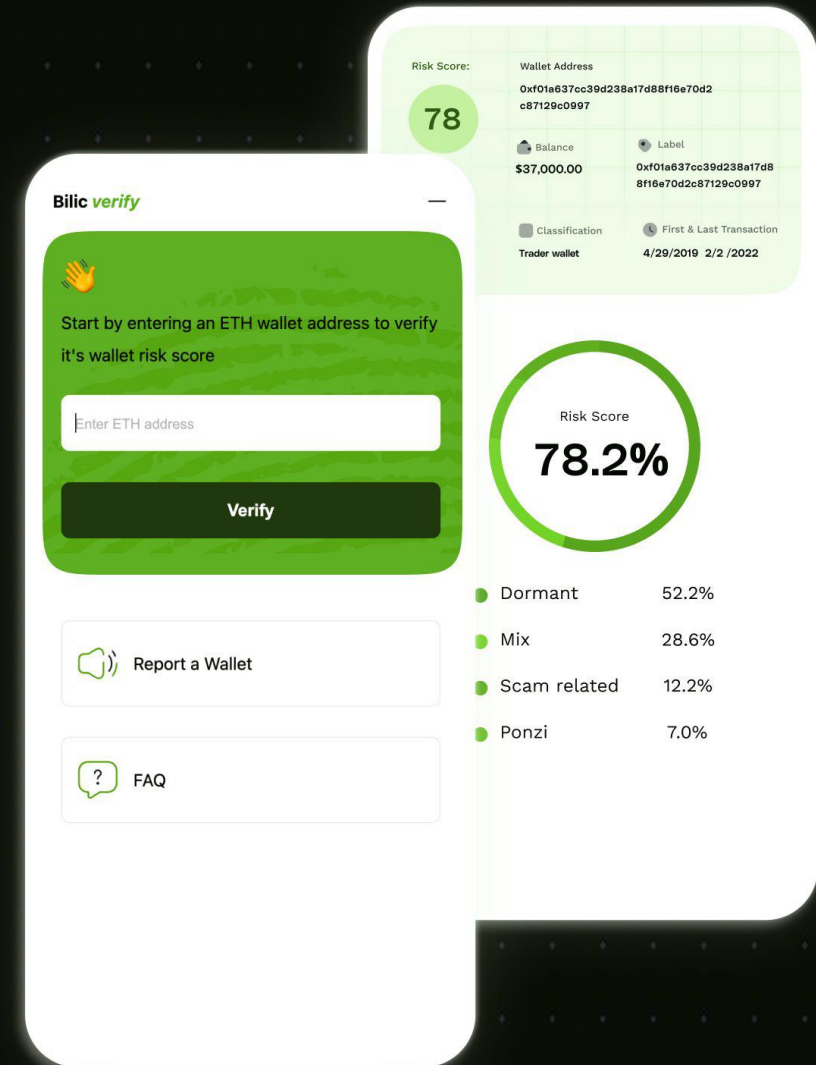 Bilic verify
Start by entering an ETH wallet address to verify
it's wallet risk score
Enter ETH address
Verify
Report a Wallet
?
FAQ
Risk Score:
78
Wallet Address
0xf01a637cc39d238a17d88f16e70d2
c87129c0997
Balance
$37,000.00
Label
0xf01a637cc39d238a17d8
8f16e70d2c87129c0997
Classification
Trader wallet
First & Last Transaction
4/29/2019 2/2 /2022
Risk Score
78.2%
Dormant 52.2%
Mix 28.6%
Scam related 12.2%
Ponzi 7.0%